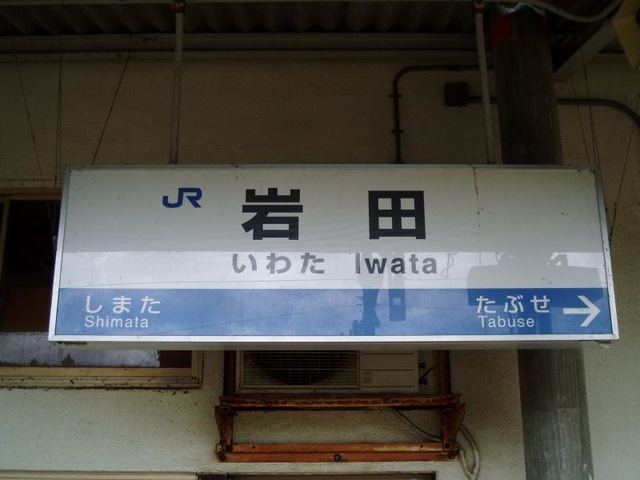 JR 岩田
いわた Iwata
しまた たぶせ →
Shimata Tabuse